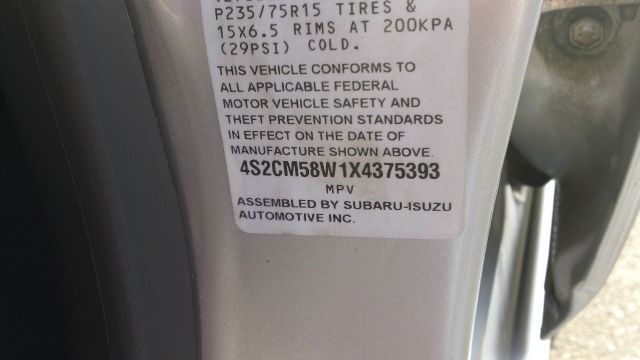 P235/75R15 TIRES &
15X6.5 RIMS AT 200KPA
(29PSI) COLD.
THIS VEHICLE CONFORMS TO
ALL APPLICABLE FEDERAL
MOTOR VEHICLE SAFETY AND
THEFT PREVENTION STANDARDS
IN EFFECT ON THE DATE OF
MANUFACTURE SHOWN ABOVE.
4S2CM58W1X4375393
MPV
ASSEMBLED BY SUBARU-ISUZU
AUTOMOTIVE INC.